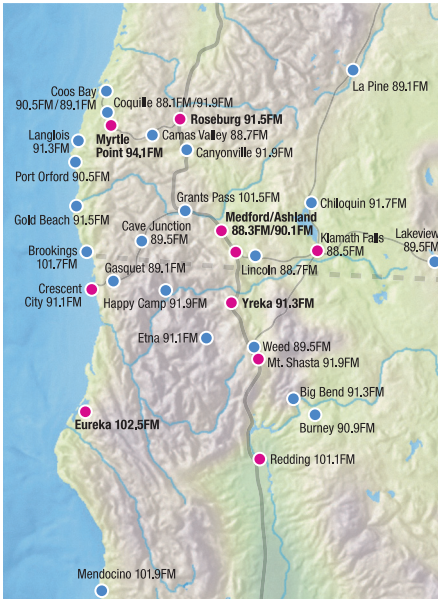 La Pine 89.1FM
Coos Bay
90.5FM/89.1FM
Coquille 88.1FM/91.9FM
Roseburg 91.5FM
Langlois
91.3FM
Myrtle
Point 94.1FM
Camas Valley 88.7FM
Canyonville 91.9FM
Port Orford 90.5FM
Grants Pass 101.5FM
Chiloquin 91.7FM
Gold Beach 91.5FM
Medford/Ashland
88.3FM/90.1FM
Cave Junction
89.5FM
Klamath Falls
88.5FM
Lakeview
89.5FM
Brookings
101.7FM
Lincoln 88.7FM
Gasquet 89.1FM
Crescent
City 91.1FM
Happy Camp 91.9FM
Yreka 91.3FM
Etna 91.1FM
Weed 89.5FM
Mt. Shasta 91.9FM
Big Bend 91.3FM
Burney 90.9FM
Eureka 102.5FM
Redding 101.1FM
Mendocino 101.9FM